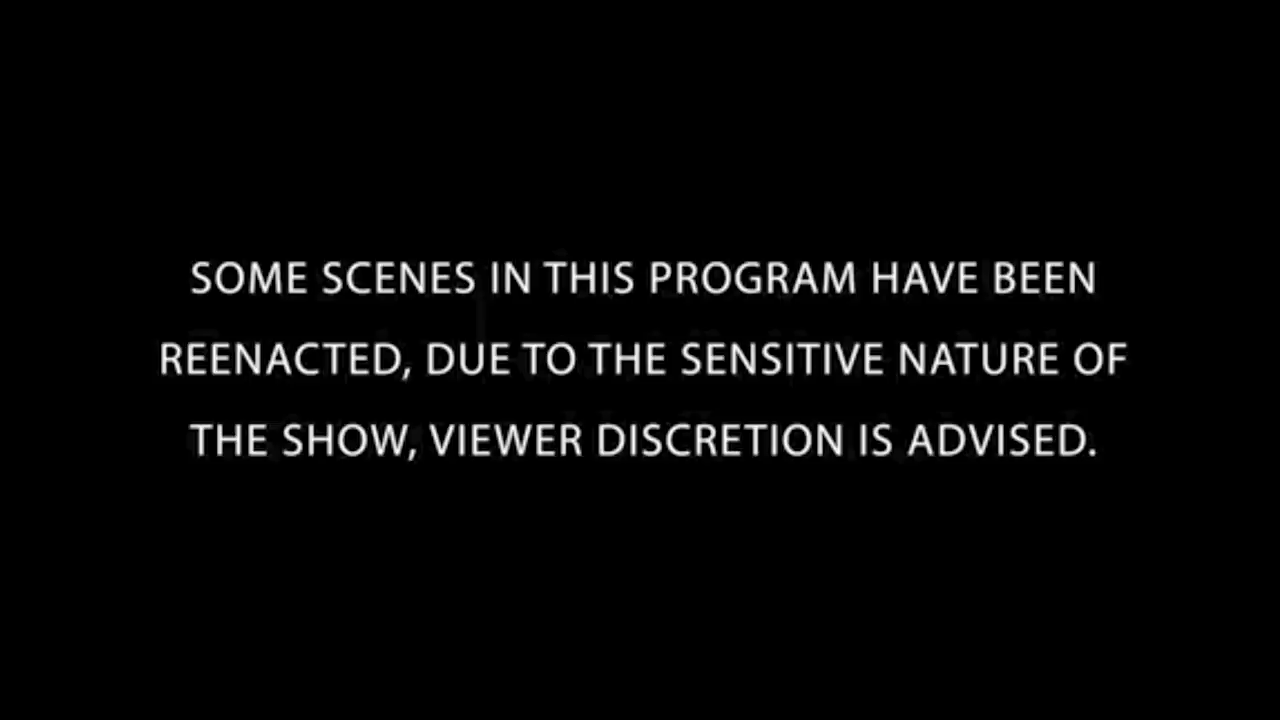 SOME SCENES IN THIS PROGRAM HAVE BEEN
REENACTED, DUE TO THE SENSITIVE NATURE OF
THE SHOW, VIEWER DISCRETION IS ADVISED.